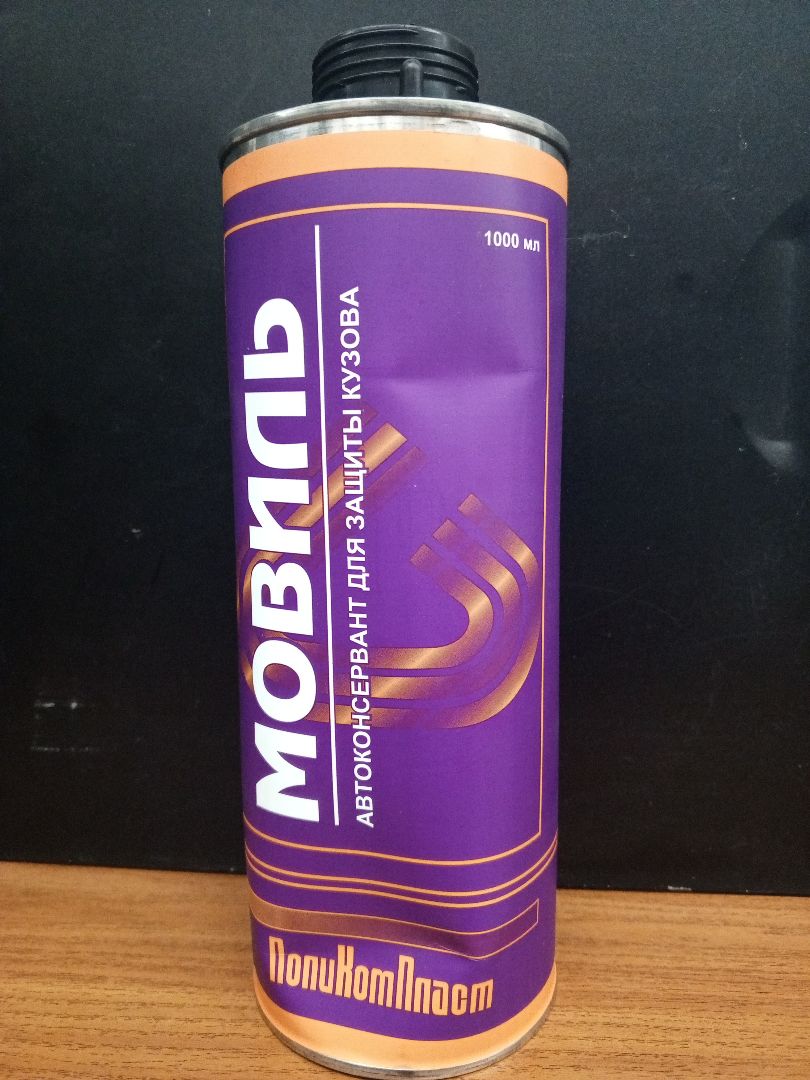 1000 мл
МОВИЛЬ
АВТОКОНСЕРВАНТ ДЛЯ ЗАЩИТЫ КУЗОВА
ПолиКомПласт